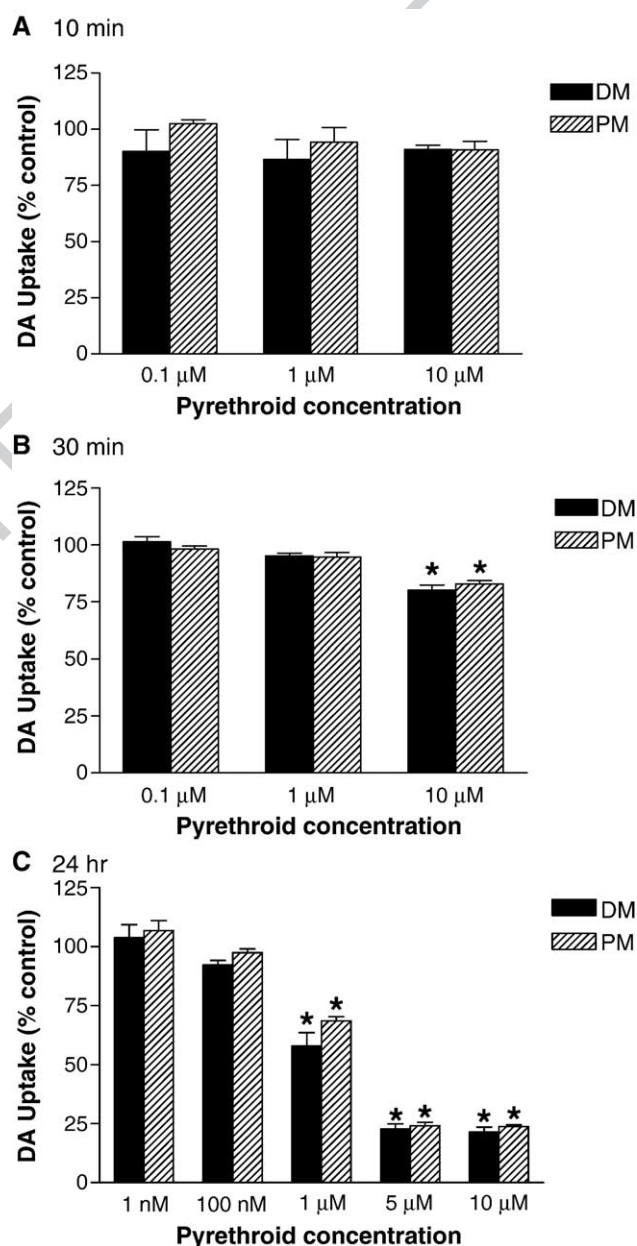 A 10 min
DA Uptake (% control)
125
100
75
50
25
0
DM
PM
0.1 µM 1 µM 10 µM
Pyrethroid concentration
B 30 min
DA Uptake (% control)
125
100
75
50
25
0
DM
PM
* *
0.1 µM 1 µM 10 µM
Pyrethroid concentration
C 24 hr
DA Uptake (% control)
125
100
75
50
25
0
DM
PM
* * * * * *
1 nM 100 nM 1 µM 5 µM 10 µM
Pyrethroid concentration